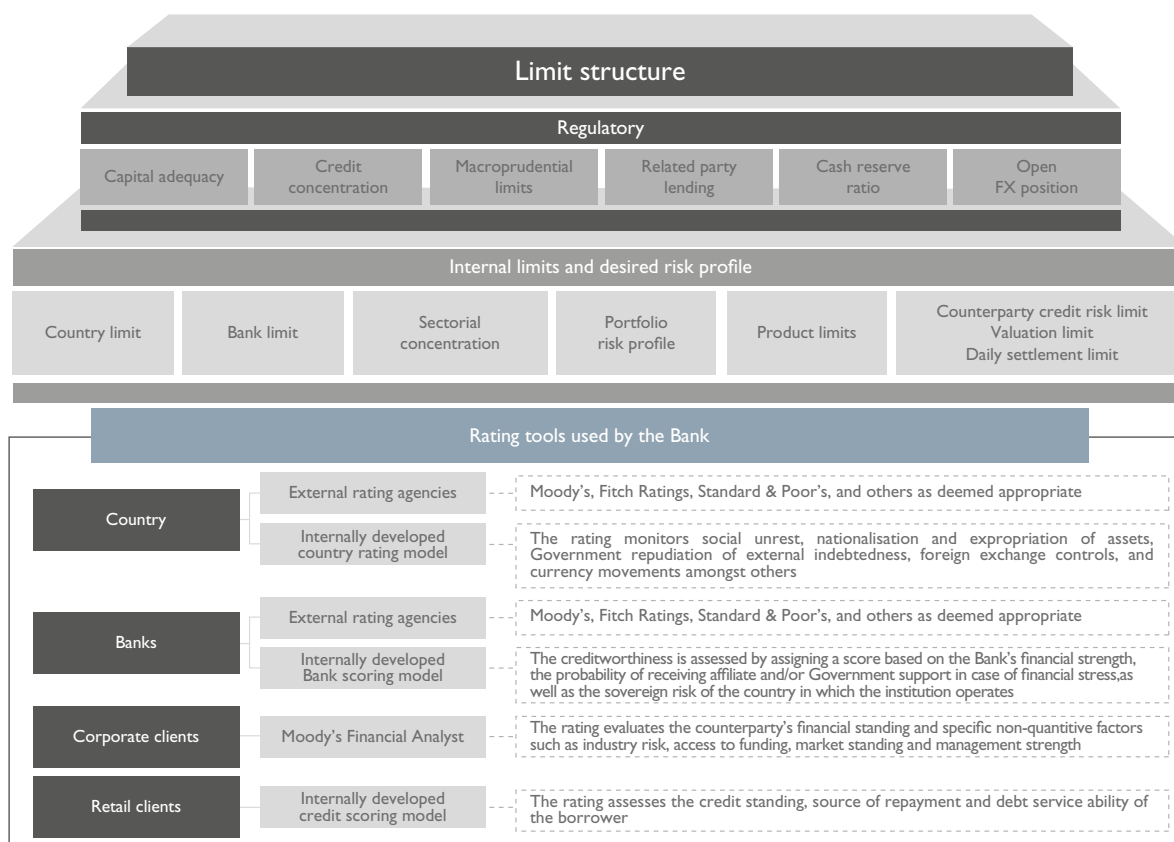 Limit structure
Regulatory
Capital adequacy
Credit
concentration
Macroprudential
limits
Related party
lending
Cash reserve
ratio
Open
FX position
Internal limits and desired risk profile
Country limit
Bank limit
Sectorial
concentration
Portfolio
risk profile
Product limits
Counterparty credit risk limit
Valuation limit
Daily settlement limit
Rating tools used by the Bank
Country
External rating agencies
Moody's, Fitch Ratings, Standard & Poor's, and others as deemed appropriate
Internally developed
country rating model
The rating monitors social unrest, nationalisation and expropriation of assets,
Government repudiation of external indebtedness, foreign exchange controls, and
currency movements amongst others
Banks
External rating agencies
Moody's, Fitch Ratings, Standard & Poor's, and others as deemed appropriate
Internally developed
Bank scoring model
The creditworthiness is assessed by assigning a score based on the Bank's financial strength,
the probability of receiving affiliate and/or Government support in case of financial stress,as
well as the sovereign risk of the country in which the institution operates
Corporate clients
Moody's Financial Analyst
The rating evaluates the counterparty's financial standing and specific non-quantitive factors
such as industry risk, access to funding, market standing and management strength
Retail clients
Internally developed
credit scoring model
The rating assesses the credit standing, source of repayment and debt service ability of
the borrower